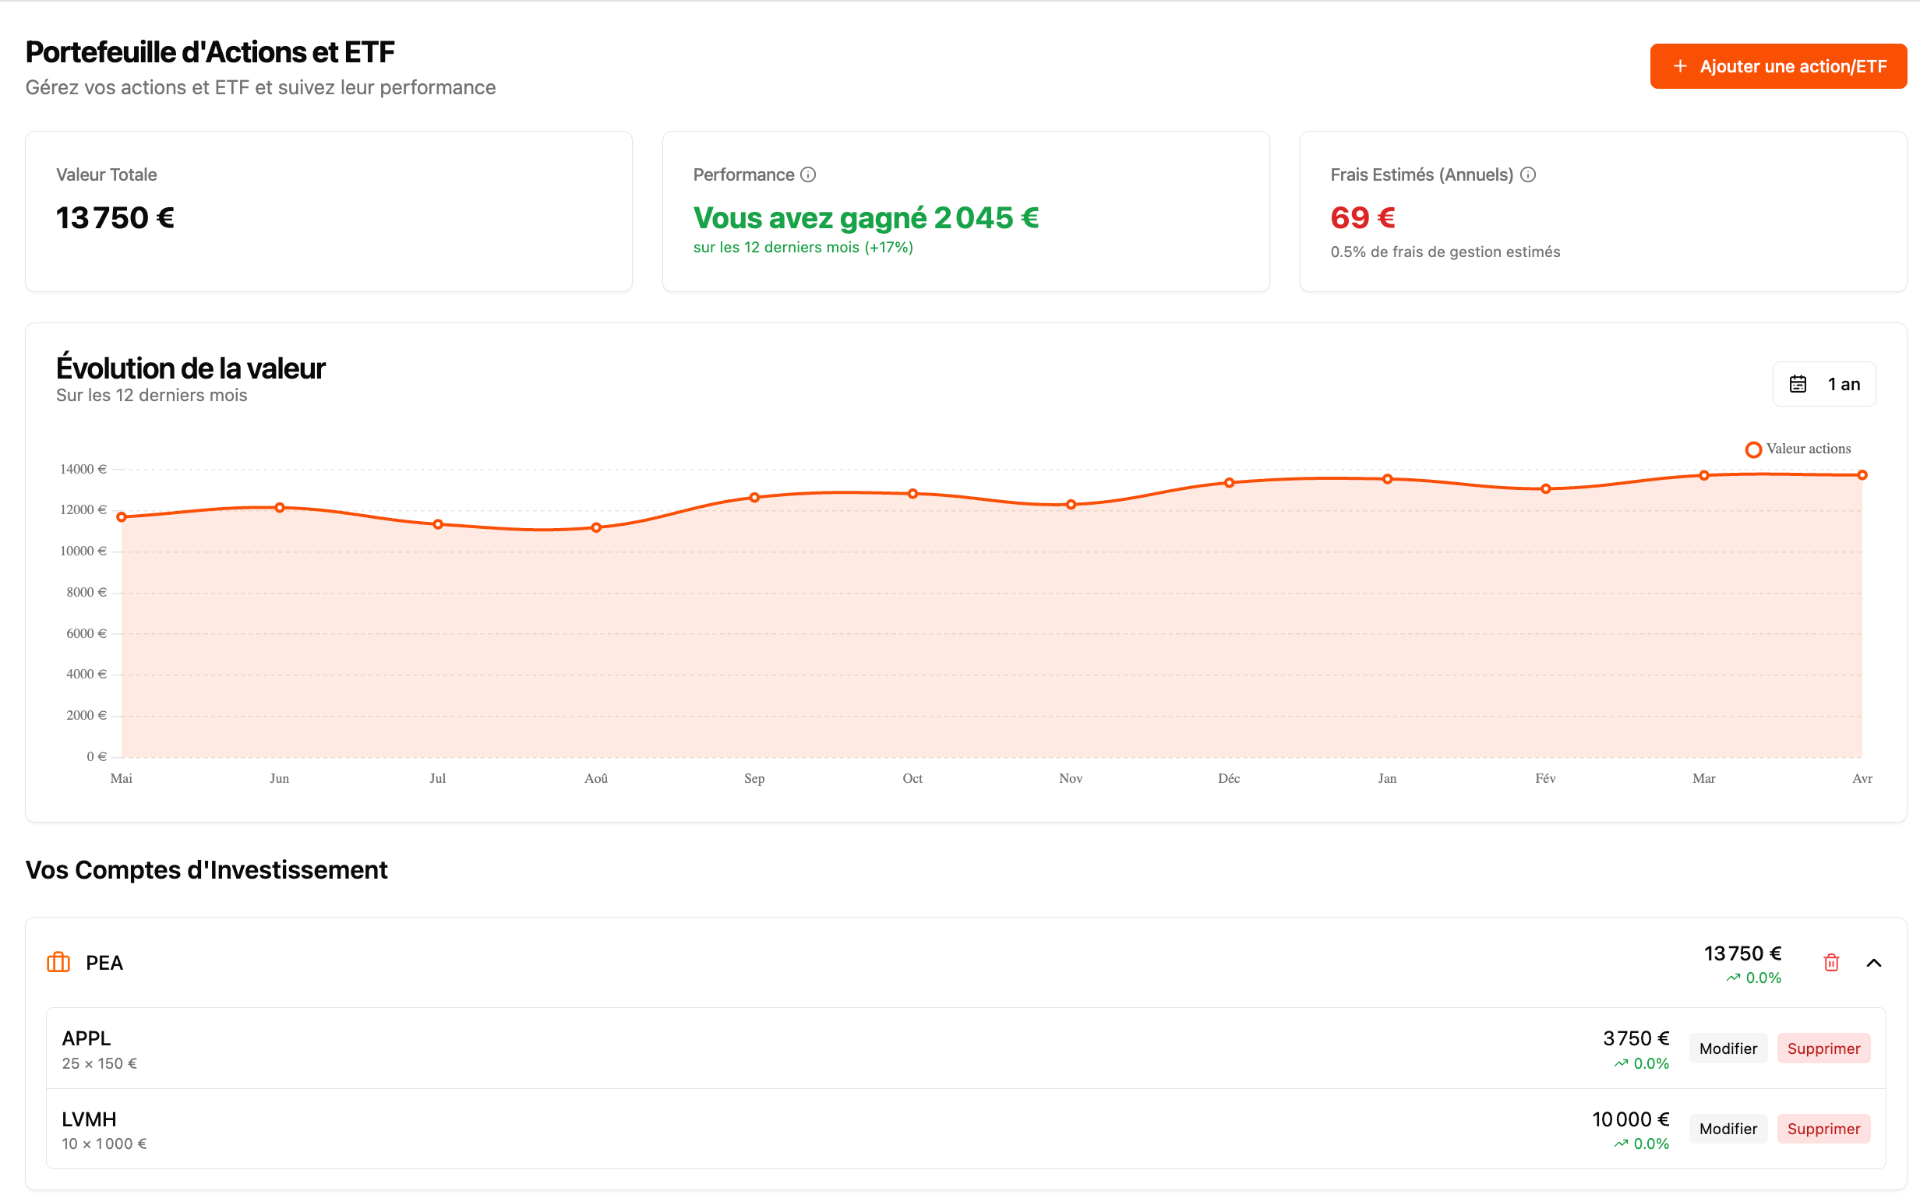 Portefeuille d'Actions et ETF
Gérez vos actions et ETF et suivez leur performance
+ Ajouter une action/ETF
Valeur Totale
13 750 €
Performance
Vous avez gagné 2 045 €
sur les 12 derniers mois (+17%)
Frais Estimés (Annuels)
69 €
0.5% de frais de gestion estimés
Évolution de la valeur
Sur les 12 derniers mois
1 an
Valeur actions
14000 €
12000 €
10000 €
8000 €
6000 €
4000 €
2000 €
0 €
Mai Jun Jul Aoû Sep Oct Nov Déc Jan Fév Mar Avr
Vos Comptes d'Investissement
PEA
13 750 €
0.0%
APPL
25 × 150 €
3 750 €
0.0%
Modifier
Supprimer
LVMH
10 × 1 000 €
10 000 €
0.0%
Modifier
Supprimer